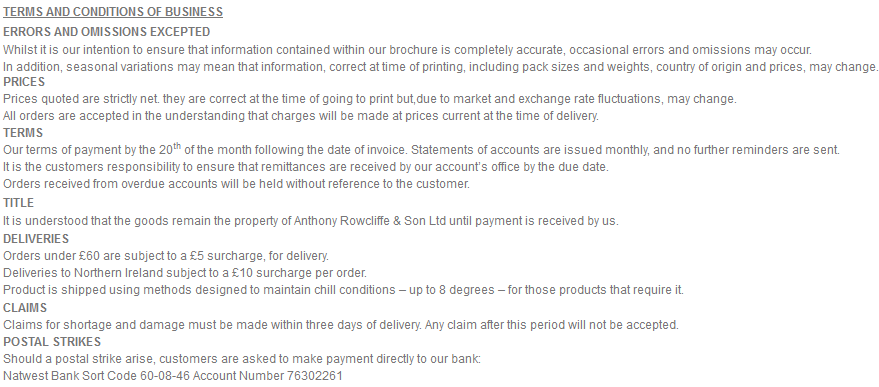 TERMS AND CONDITIONS OF BUSINESS
ERRORS AND OMISSIONS EXCEPTED
Whilst it is our intention to ensure that information contained within our brochure is completely accurate, occasional errors and omissions may occur.
In addition, seasonal variations may mean that information, correct at time of printing, including pack sizes and weights, country of origin and prices, may change.
PRICES
Prices quoted are strictly net. they are correct at the time of going to print but,due to market and exchange rate fluctuations, may change.
All orders are accepted in the understanding that charges will be made at prices current at the time of delivery.
TERMS
Our terms of payment by the 20th of the month following the date of invoice. Statements of accounts are issued monthly, and no further reminders are sent.
It is the customers responsibility to ensure that remittances are received by our account's office by the due date.
Orders received from overdue accounts will be held without reference to the customer.
TITLE
It is understood that the goods remain the property of Anthony Rowcliffe & Son Ltd until payment is received by us.
DELIVERIES
Orders under £60 are subject to a £5 surcharge, for delivery.
Deliveries to Northern Ireland subject to a £10 surcharge per order.
Product is shipped using methods designed to maintain chill conditions – up to 8 degrees – for those products that require it.
CLAIMS
Claims for shortage and damage must be made within three days of delivery. Any claim after this period will not be accepted.
POSTAL STRIKES
Should a postal strike arise, customers are asked to make payment directly to our bank:
Natwest Bank Sort Code 60-08-46 Account Number 76302261